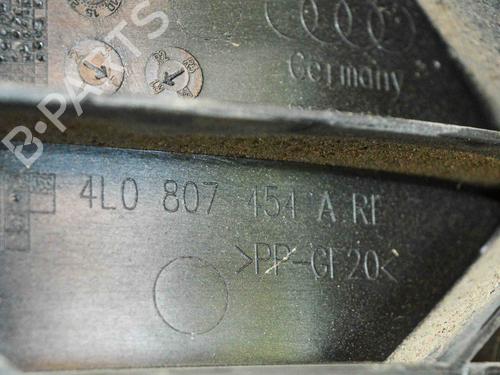 Germany
B-PARTS
4L0 807 454 A RF
>PP-GF20<